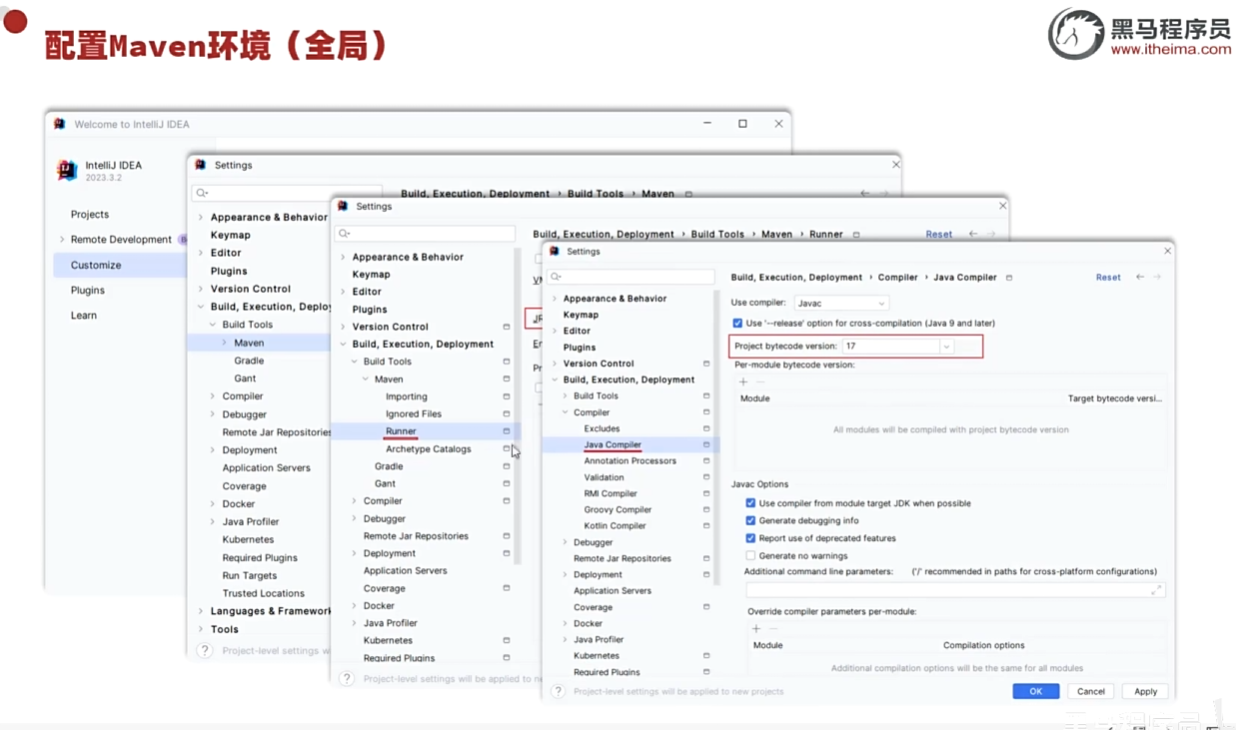 配置Maven环境（全局）
黑马程序员
www.itheima.com
Welcome to IntelliJ IDEA
IntelliJ IDEA
2023.3.2
Projects
Remote Development
Customize
Plugins
Learn
Settings
Build, Execution, Deployment › Build Tools › Maven
Appearance & Behavior
Keymap
Editor
Plugins
Version Control
Build, Execution, Deploy
Build Tools
Maven
Gradle
Gant
Compiler
Debugger
Remote Jar Repositories
Deployment
Application Servers
Coverage
Docker
Java Profiler
Kubernetes
Required Plugins
Run Targets
Trusted Locations
Languages & Framework
Tools
? Project-level settings w
Settings
Build, Execution, Deployment › Build Tools › Maven › Runner Reset
Appearance & Behavior
Keymap
Editor
Plugins
Version Control
Build, Execution, Deployment
Build Tools
Maven
Importing
Ignored Files
Runner
Archetype Catalogs
Gradle
Gant
Compiler
Debugger
Remote Jar Repositories
Deployment
Application Servers
Coverage
Docker
Java Profiler
Kubernetes
Required Plugins
? Project-level settings will be applied to ne
Settings
Build, Execution, Deployment › Compiler › Java Compiler Reset
Appearance & Behavior
Keymap
Editor
Plugins
Version Control
Build, Execution, Deployment
Build Tools
Compiler
Excludes
Java Compiler
Annotation Processors
Validation
RMI Compiler
Groovy Compiler
Kotlin Compiler
Debugger
Remote Jar Repositories
Deployment
Application Servers
Coverage
Docker
Java Profiler
Kubernetes
Required Plugins
Use compiler: Javac
Use '--release' option for cross-compilation (Java 9 and later)
Project bytecode version: 17
Per-module bytecode version:
Module Target bytecode versi...
All modules will be compiled with project bytecode version
Javac Options
Use compiler from module target JDK when possible
Generate debugging info
Report use of deprecated features
Generate no warnings
Additional command line parameters: ('/' recommended in paths for cross-platform configurations)
Override compiler parameters per-module:
Module Compilation options
Additional compilation options will be the same for all modules
? Project-level settings will be applied to new projects
OK Cancel Apply